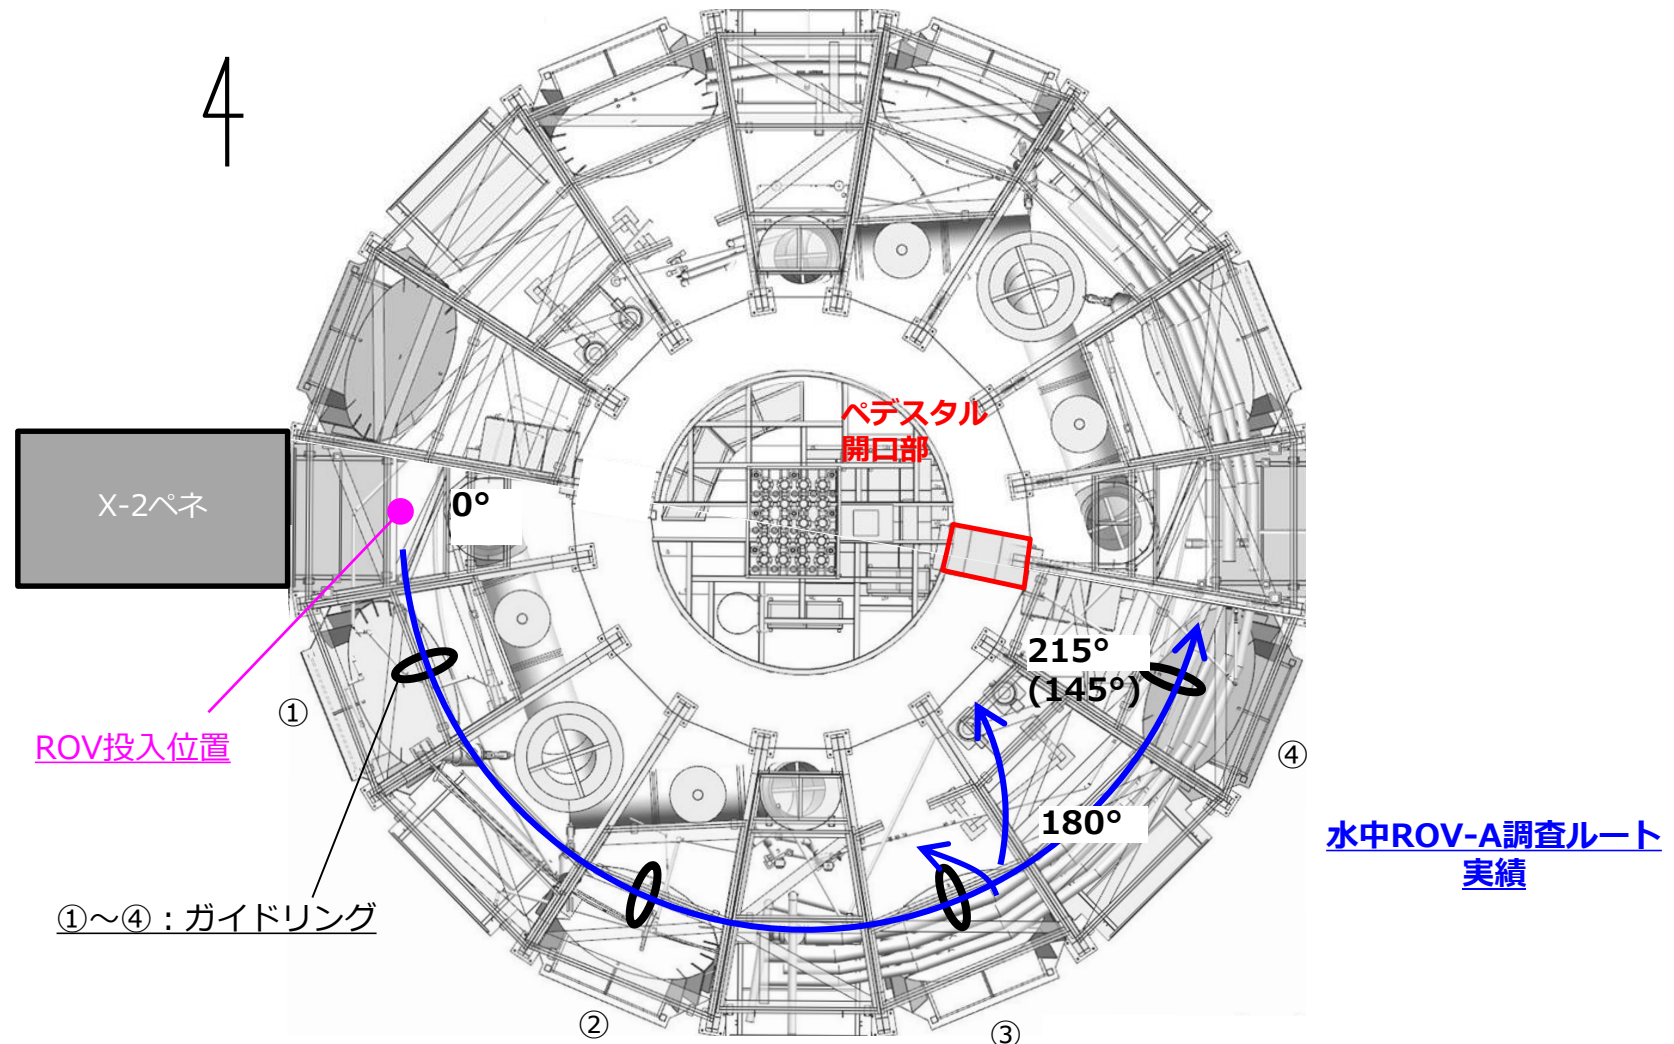 ペデスタル
開口部
X-2ペネ
0°
215°
(145°)
①
ROV投入位置
④
180°
水中ROV-A調査ルート
実績
①～④：ガイドリング
②
③